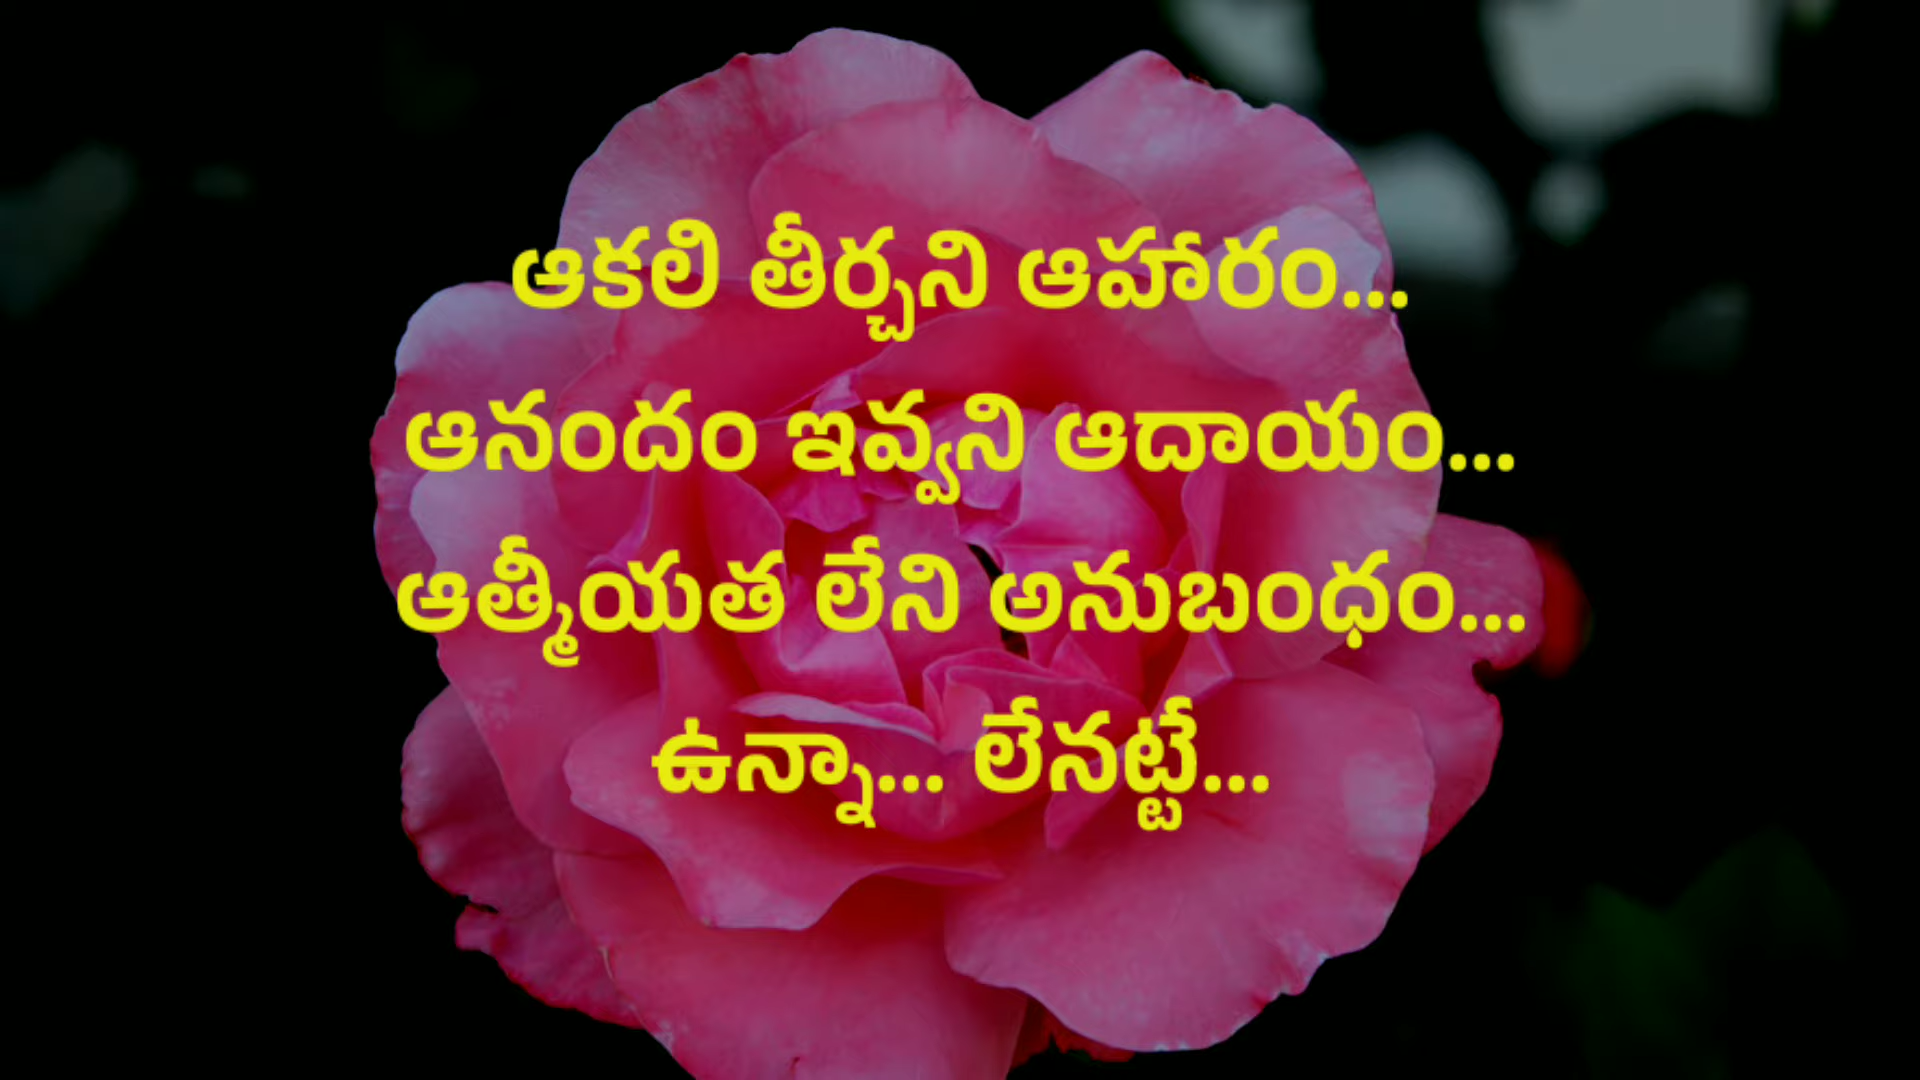 ఆకలి తీర్చని ఆహారం...
ఆనందం ఇవ్వని ఆదాయం...
ఆత్మీయత లేని అనుబంధం...
ఉన్నా... లేనట్టే...